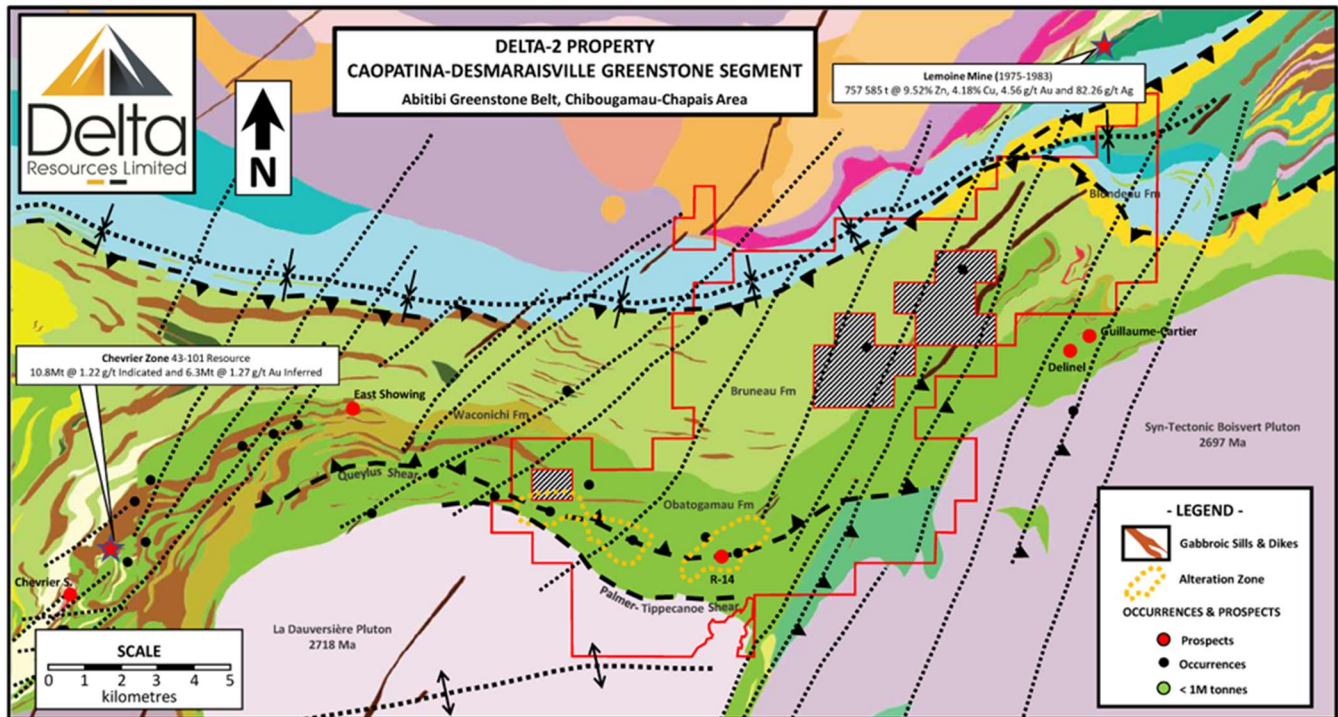 Delta
Resources Limited
N
DELTA-2 PROPERTY
CAOPATINA-DESMARAISVILLE GREENSTONE SEGMENT
Abitibi Greenstone Belt, Chibougamau-Chapais Area
Lemoine Mine (1975-1983)
757 585 t @ 9.52% Zn, 4.18% Cu, 4.56 g/t Au and 82.26 g/t Ag
Blondeau Fm
Chevrier Zone 43-101 Resource
10.8Mt @ 1.22 g/t Indicated and 6.3Mt @ 1.27 g/t Au Inferred
Guillaume-Cartier
Delinel
East Showing
Waconichi Fm
Bruneau Fm
Syn-Tectonic Boisvert Pluton
2697 Ma
Queylus Shear
Obatogamau Fm
R-14
Chevrier S.
Palmer-Tippecanoe Shear
La Dauversière Pluton
2718 Ma
SCALE
0 1 2 3 4 5
kilometres
- LEGEND -
Gabbroic Sills & Dikes
Alteration Zone
OCCURRENCES & PROSPECTS
Prospects
Occurrences
< 1M tonnes